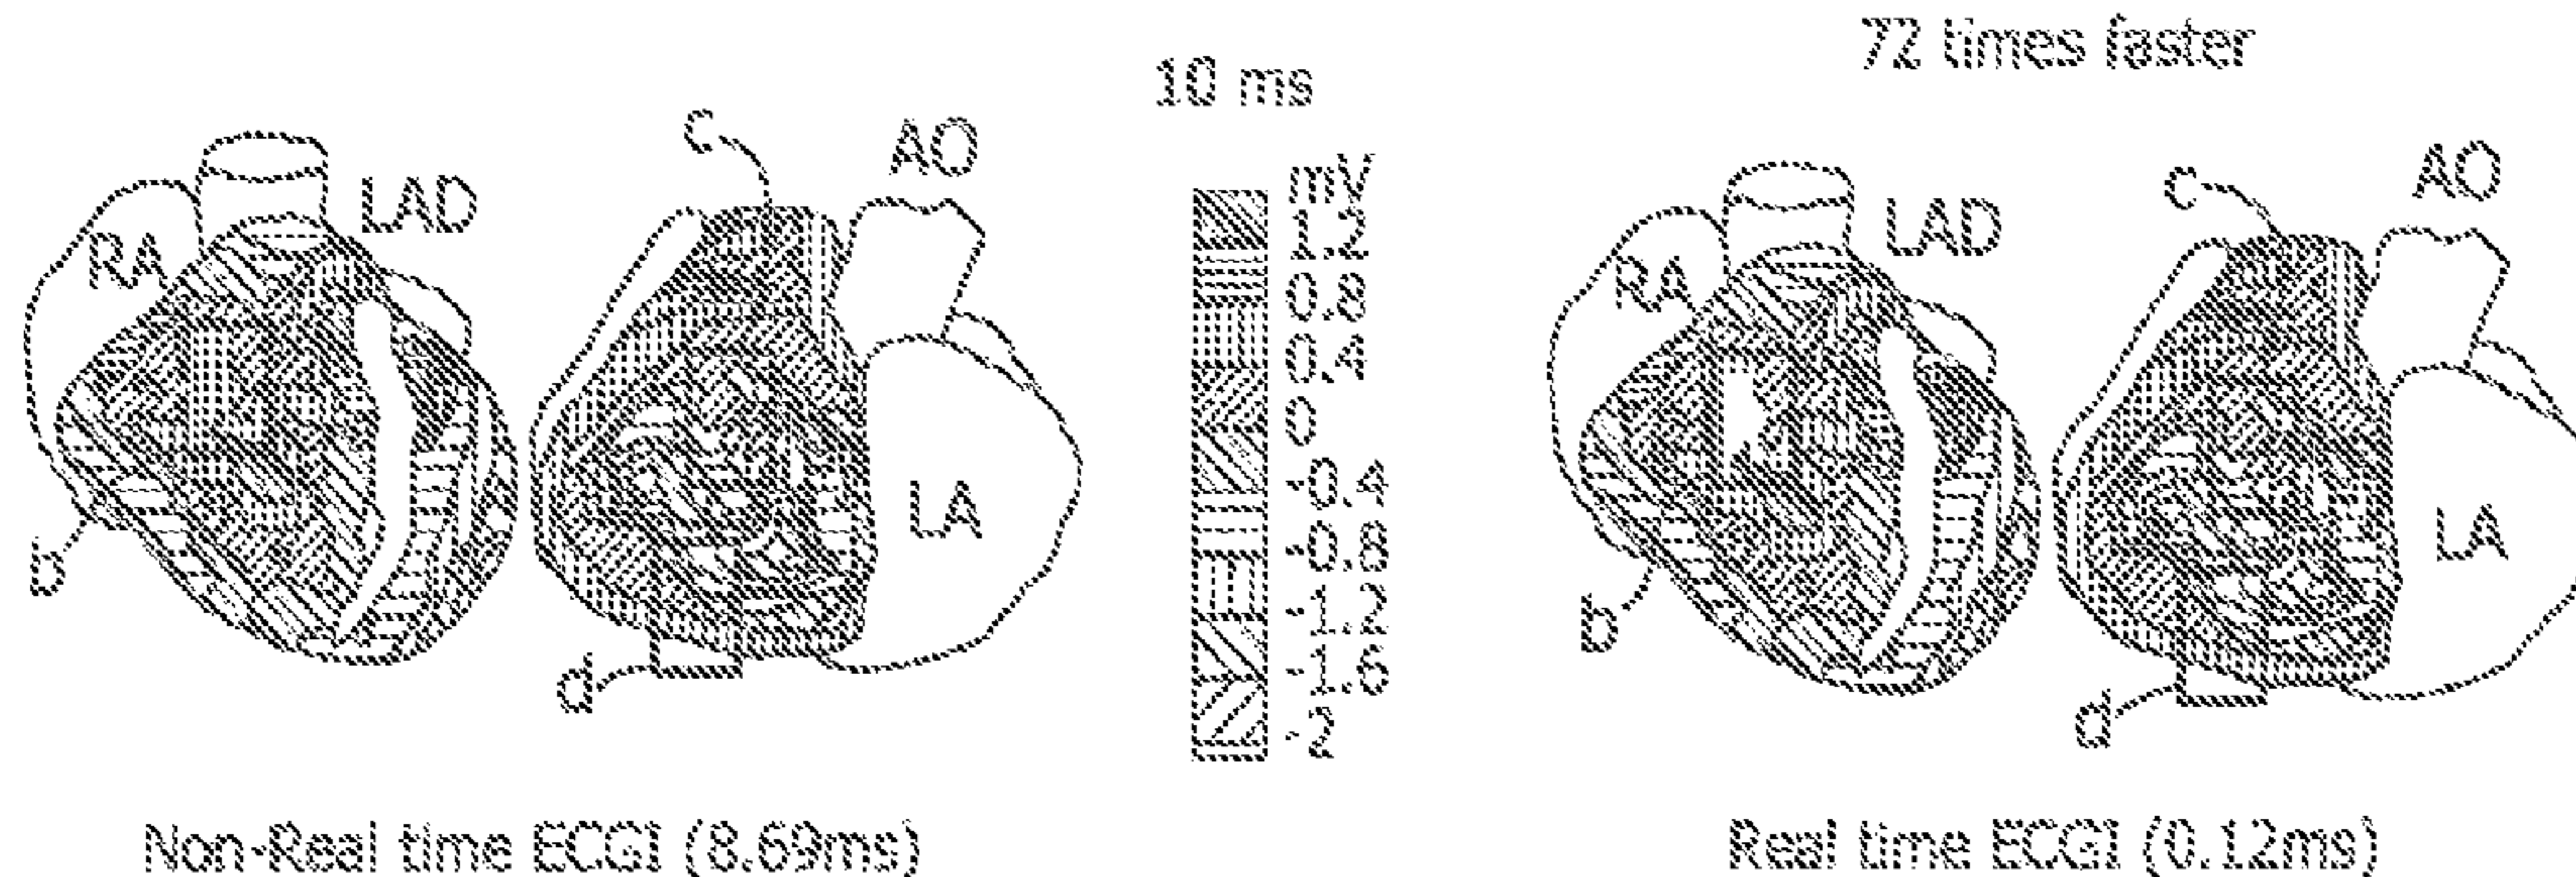 72 times faster
10 ms
c
AO
LAD
RA
b
d
LA
mV
1.2
0.8
0.4
0
-0.4
-0.8
-1.2
-1.6
-2
c
AO
LAD
RA
b
d
LA
Non-Real time ECGI (8.69ms)
Real time ECGI (0.12ms)